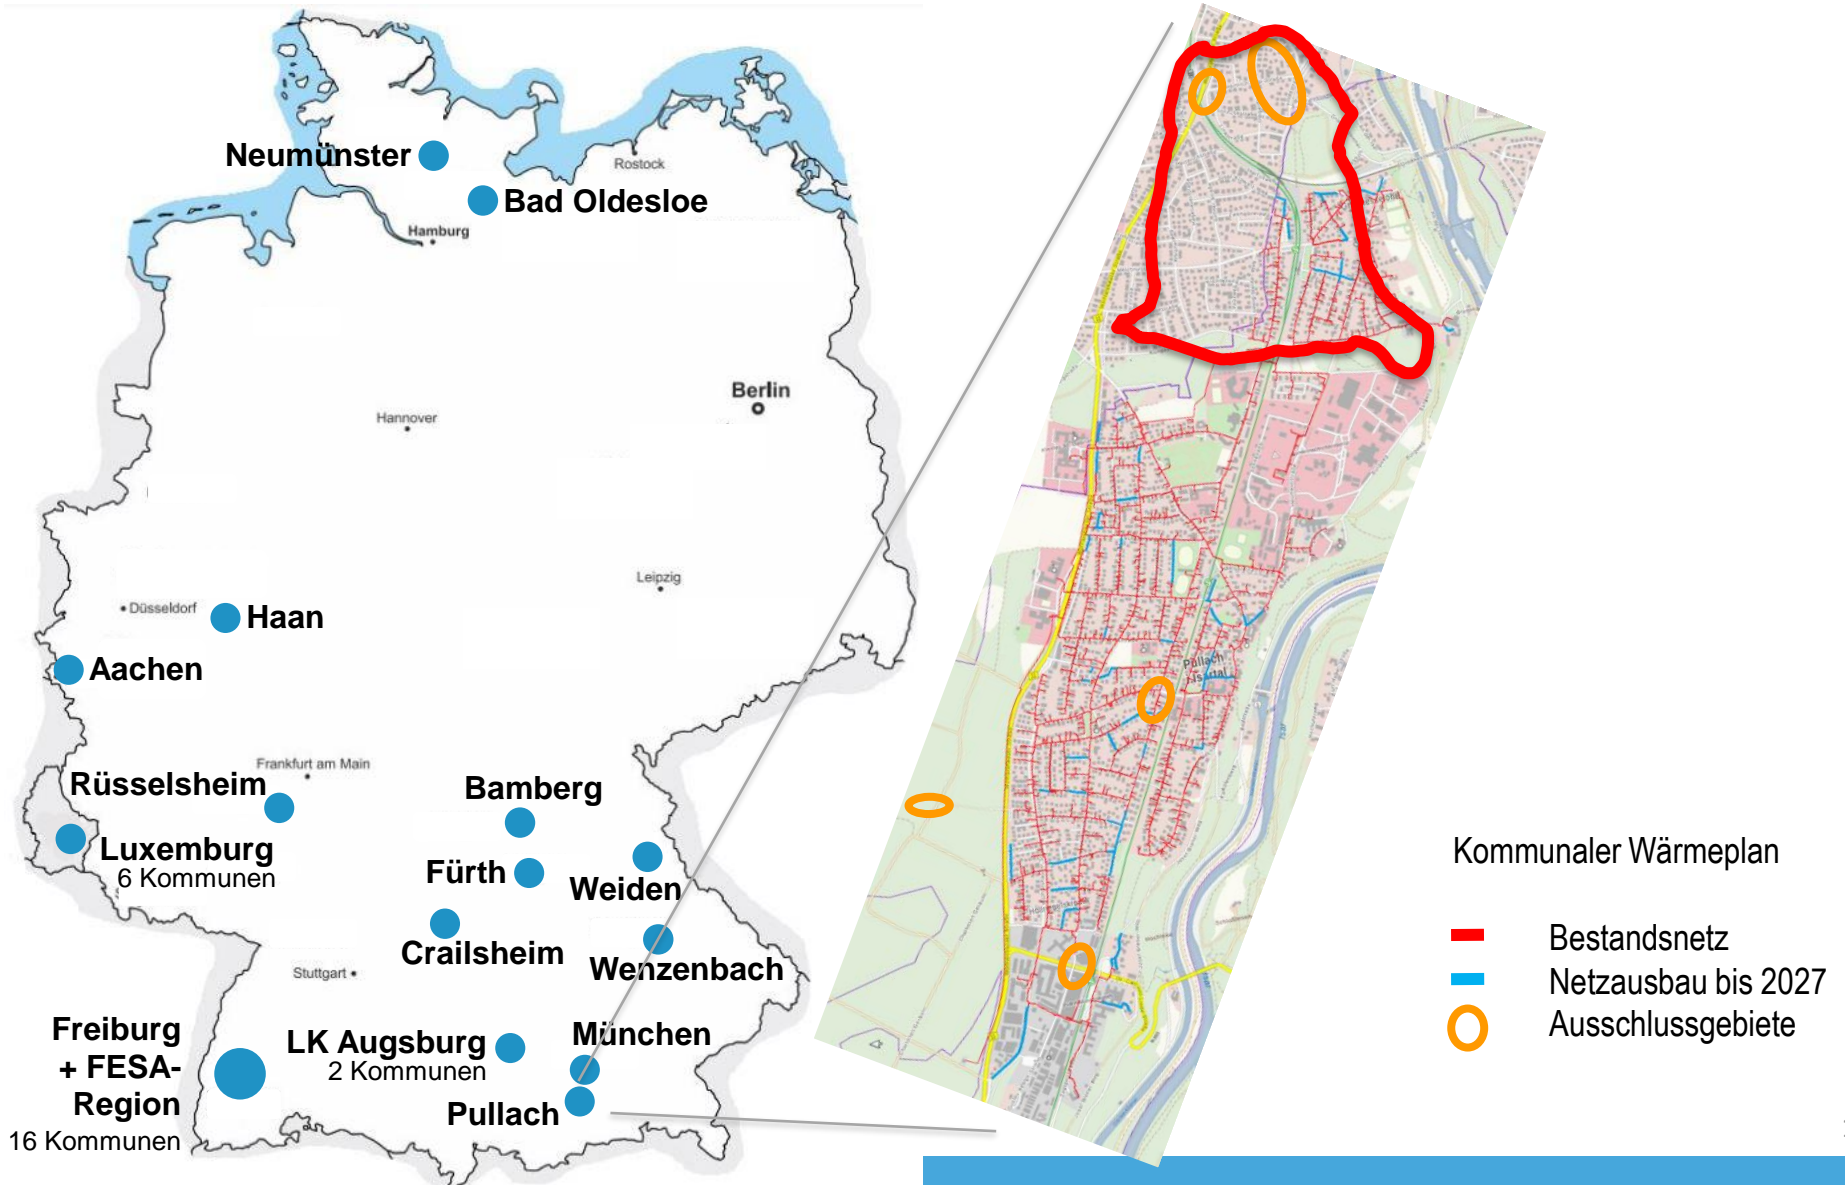 Neumünster
Bad Oldesloe
Rostock
Hamburg
Berlin
Hannover
Leipzig
Düsseldorf
Haan
Aachen
Frankfurt am Main
Rüsselsheim
Bamberg
Luxemburg
6 Kommunen
Fürth
Weiden
Crailsheim
Wenzenbach
Stuttgart
Freiburg
+ FESA-
Region
16 Kommunen
LK Augsburg
2 Kommunen
München
Pullach
Pullach
Isartal
Kommunaler Wärmeplan
Bestandsnetz
Netzausbau bis 2027
Ausschlussgebiete